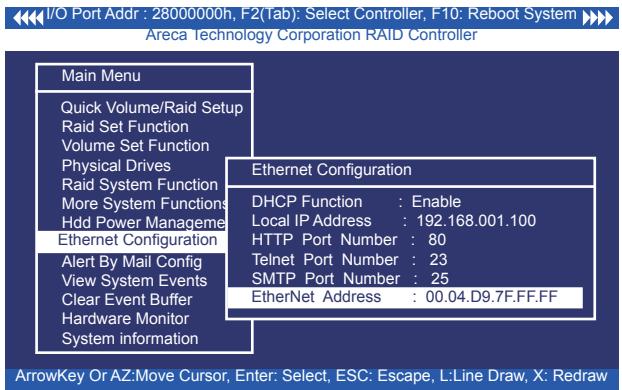 I/O Port Addr : 28000000h, F2(Tab): Select Controller, F10: Reboot System
Areca Technology Corporation RAID Controller
Main Menu
Quick Volume/Raid Setup
Raid Set Function
Volume Set Function
Physical Drives
Raid System Function
More System Functions
Hdd Power Manageme
Ethernet Configuration
Alert By Mail Config
View System Events
Clear Event Buffer
Hardware Monitor
System information
Ethernet Configuration
DHCP Function : Enable
Local IP Address : 192.168.001.100
HTTP Port Number : 80
Telnet Port Number : 23
SMTP Port Number : 25
EtherNet Address : 00.04.D9.7F.FF.FF
ArrowKey Or AZ:Move Cursor, Enter: Select, ESC: Escape, L:Line Draw, X: Redraw